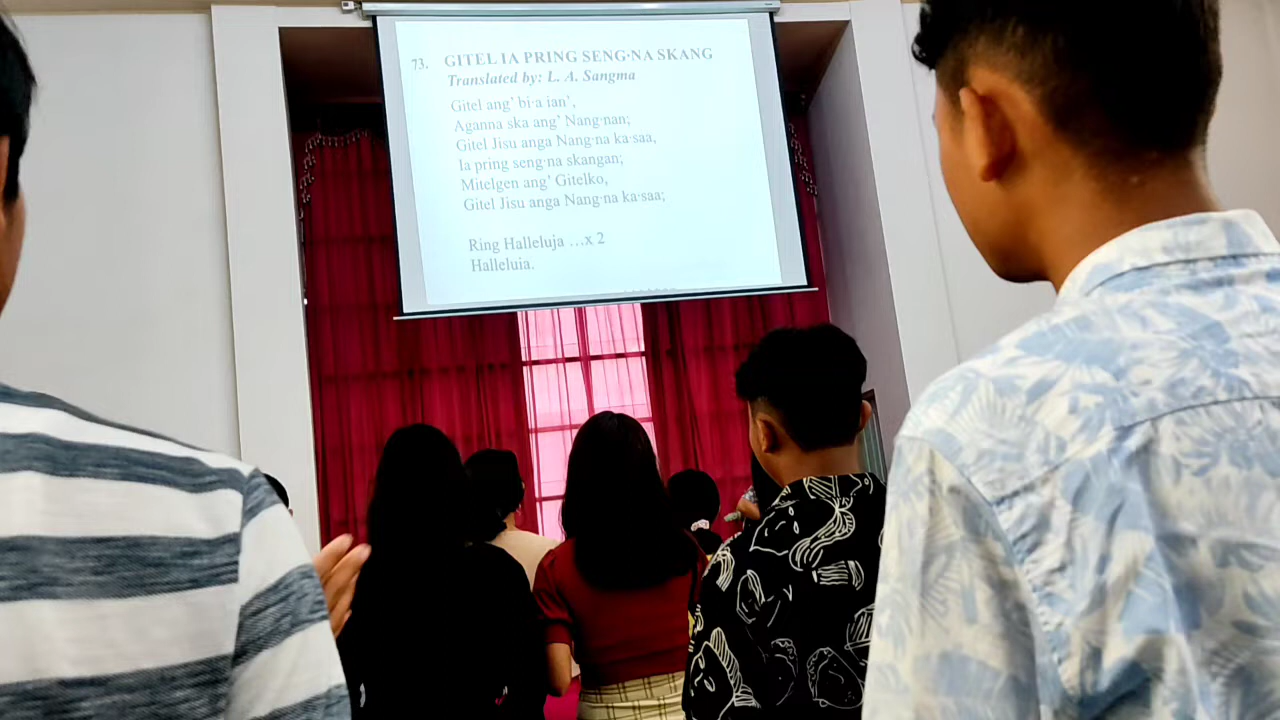 73. GITEL IA PRING SENG·NA SKANG
Translated by: L. A. Sangma
Gitel ang' bi·a ian',
Aganna ska ang' Nang·nan;
Gitel Jisu anga Nang·na ka·saa,
Ia pring seng·na skangan;
Mitelgen ang' Gitelko,
Gitel Jisu anga Nang·na ka·saa;
Ring Halleluja ...x 2
Halleluia.